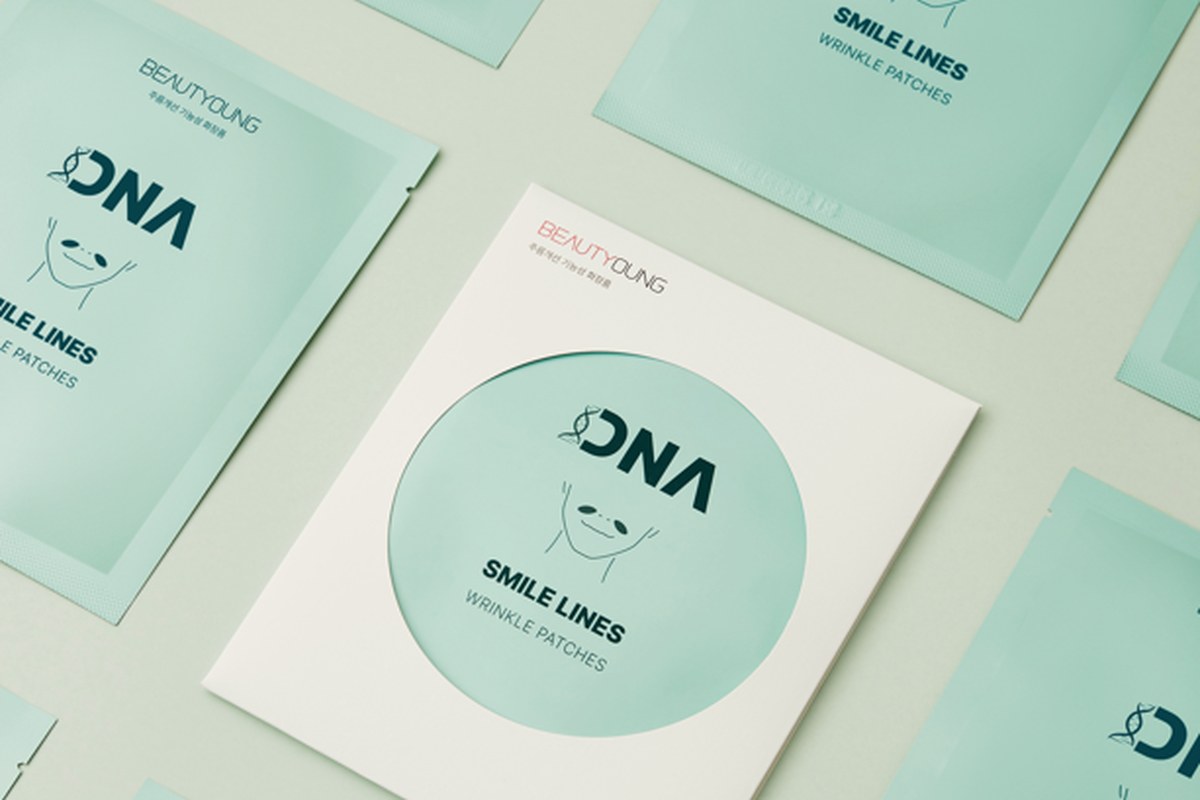 SMILE LINES
WRINKLE PATCHES
BEAUTYOUNG
주름개선 기능성 화장품
DNA
SMILE LINES
PATCHES
BEAUTYOUNG
주름개선 기능성 화장품
DNA
SMILE LINES
WRINKLE PATCHES